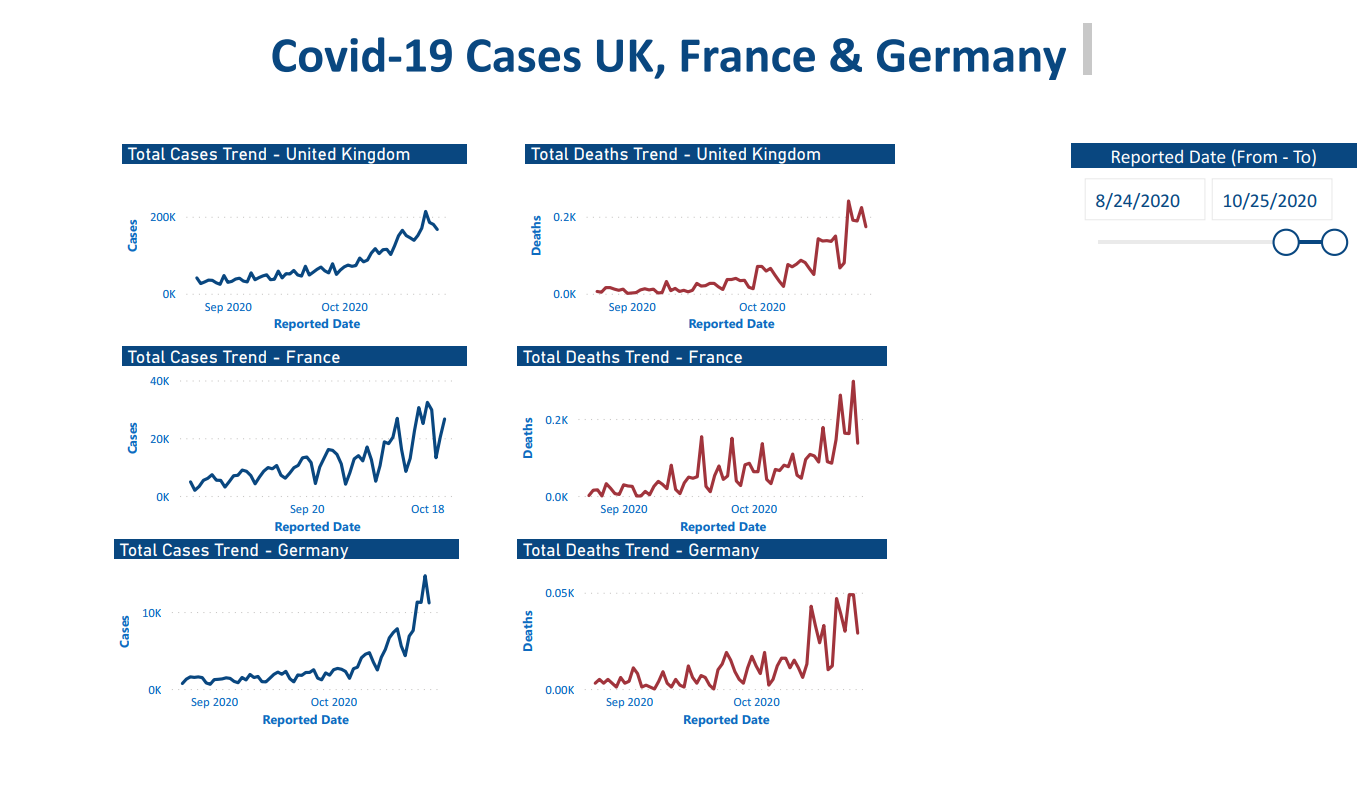 Covid-19 Cases UK, France & Germany
Total Cases Trend - United Kingdom
200K
0K
Cases
Sep 2020
Oct 2020
Reported Date
Total Deaths Trend - United Kingdom
0.2K
0.0K
Deaths
Sep 2020
Oct 2020
Reported Date
Reported Date (From - To)
8/24/2020
10/25/2020
Total Cases Trend - France
40K
20K
0K
Cases
Sep 20
Oct 18
Reported Date
Total Deaths Trend - France
0.2K
0.0K
Deaths
Sep 2020
Oct 2020
Reported Date
Total Cases Trend - Germany
10K
0K
Cases
Sep 2020
Oct 2020
Reported Date
Total Deaths Trend - Germany
0.05K
0.00K
Deaths
Sep 2020
Oct 2020
Reported Date